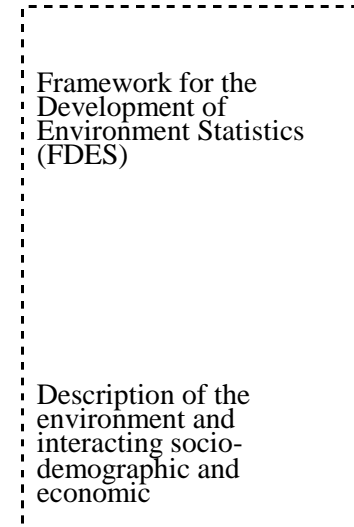 Framework for the
Development of
Environment Statistics
(FDES)
Description of the
environment and
interacting socio-
demographic and
economic